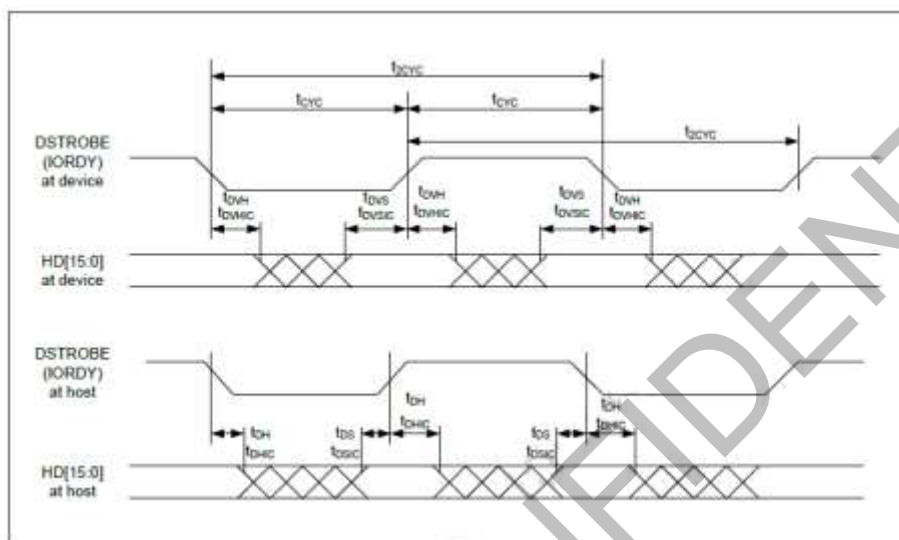 t2CYC
tCYC tCYC
t2CYC
DSTROBE
(IORDY)
at device
tDVH
tDVHIC
tDVS
tDVSIC
tDVH
tDVHIC
tDVS
tDVSIC
tDVH
tDVHIC
HD[15:0]
at device
DSTROBE
(IORDY)
at host
tDH
tDHIC
tDS
tDSIC
tDH
tDHIC
tDS
tDSIC
tDH
tDHIC
HD[15:0]
at host